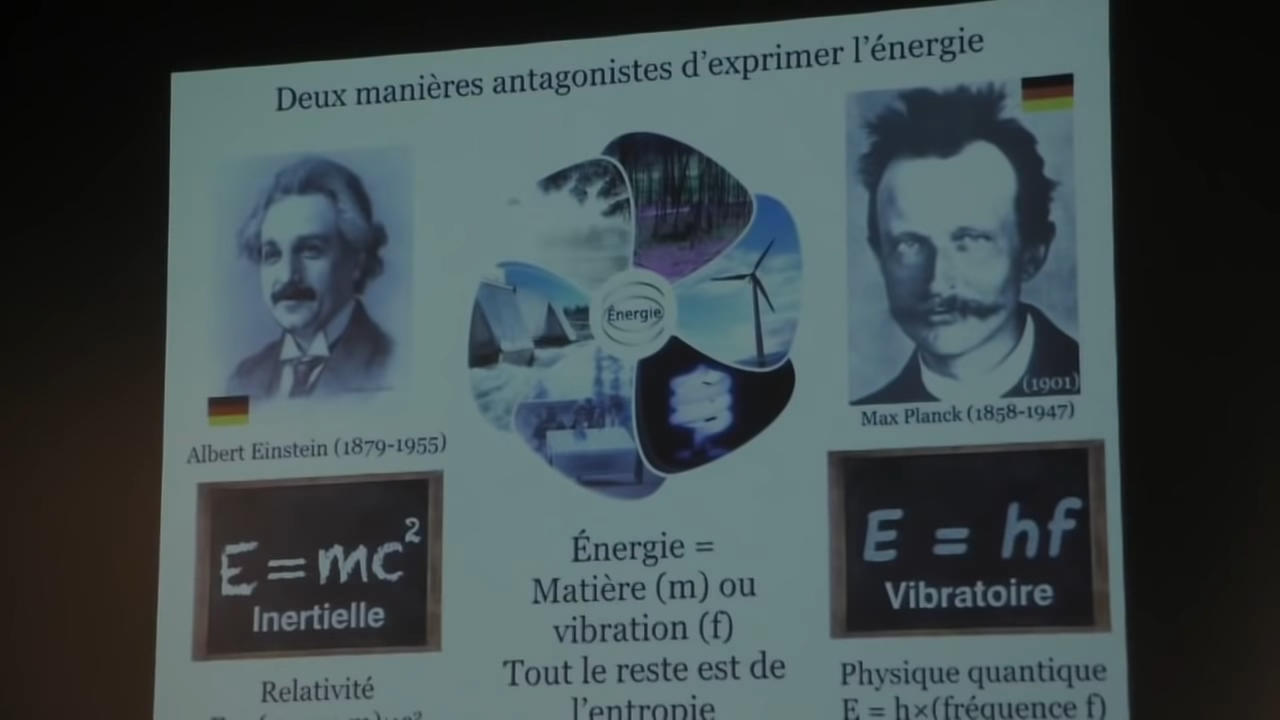 Deux manières antagonistes d'exprimer l'énergie
Énergie
(1901)
Albert Einstein (1879-1955)
Max Planck (1858-1947)
E=mc²
Inertielle
Énergie =
Matière (m) ou
vibration (f)
Tout le reste est de
l'entropie
E = hf
Vibratoire
Relativité
Physique quantique
E = h×(fréquence f)